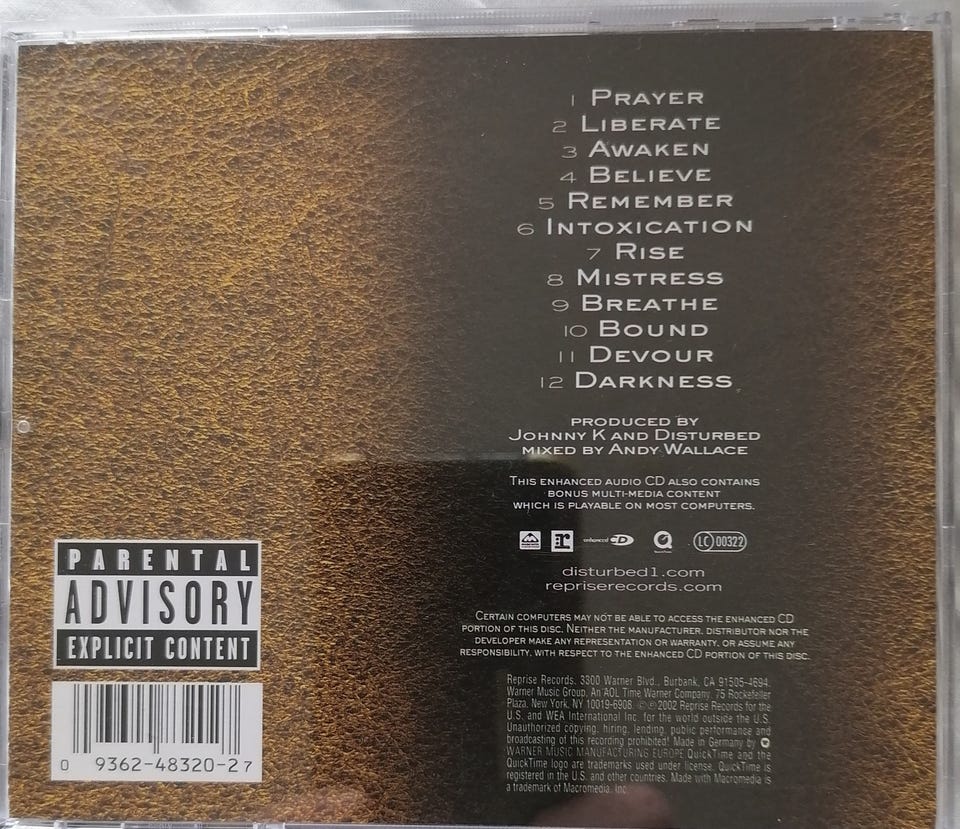 1 PRAYER
2 LIBERATE
3 AWAKEN
4 BELIEVE
5 REMEMBER
6 INTOXICATION
7 RISE
8 MISTRESS
9 BREATHE
10 BOUND
11 DEVOUR
12 DARKNESS
PRODUCED BY
JOHNNY K AND DISTURBED
MIXED BY ANDY WALLACE
THIS ENHANCED AUDIO CD ALSO CONTAINS
BONUS MULTI-MEDIA CONTENT
WHICH IS PLAYABLE ON MOST COMPUTERS.
enhanced CD LC 00322
disturbed1.com
repriserecords.com
CERTAIN COMPUTERS MAY NOT BE ABLE TO ACCESS THE ENHANCED CD
PORTION OF THIS DISC. NEITHER THE MANUFACTURER, DISTRIBUTOR NOR THE
DEVELOPER MAKE ANY REPRESENTATION OR WARRANTY, OR ASSUME ANY
RESPONSIBILITY, WITH RESPECT TO THE ENHANCED CD PORTION OF THIS DISC.
Reprise Records, 3300 Warner Blvd., Burbank, CA 91505-4694.
Warner Music Group, An AOL Time Warner Company. 75 Rockefeller
Plaza, New York, NY 10019-6908. ©℗ 2002 Reprise Records for the
U.S. and WEA International Inc. for the world outside the U.S.
Unauthorized copying, hiring, lending, public performance and
broadcasting of this recording prohibited! Made in Germany by
WARNER MUSIC MANUFACTURING EUROPE. QuickTime and the
QuickTime logo are trademarks used under license. QuickTime is
registered in the U.S. and other countries. Made with Macromedia is
a trademark of Macromedia, Inc.
PARENTAL
ADVISORY
EXPLICIT CONTENT
0 9362-48320-2 7